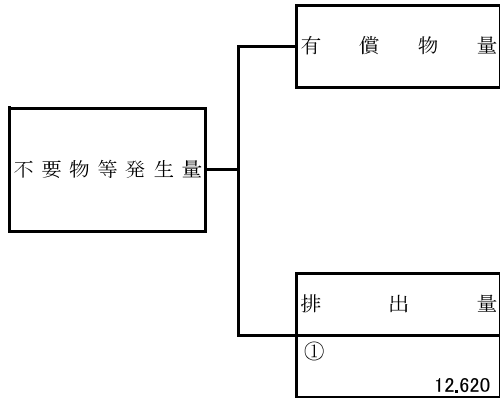 有償物量
不要物等発生量
排出量
①
12,620